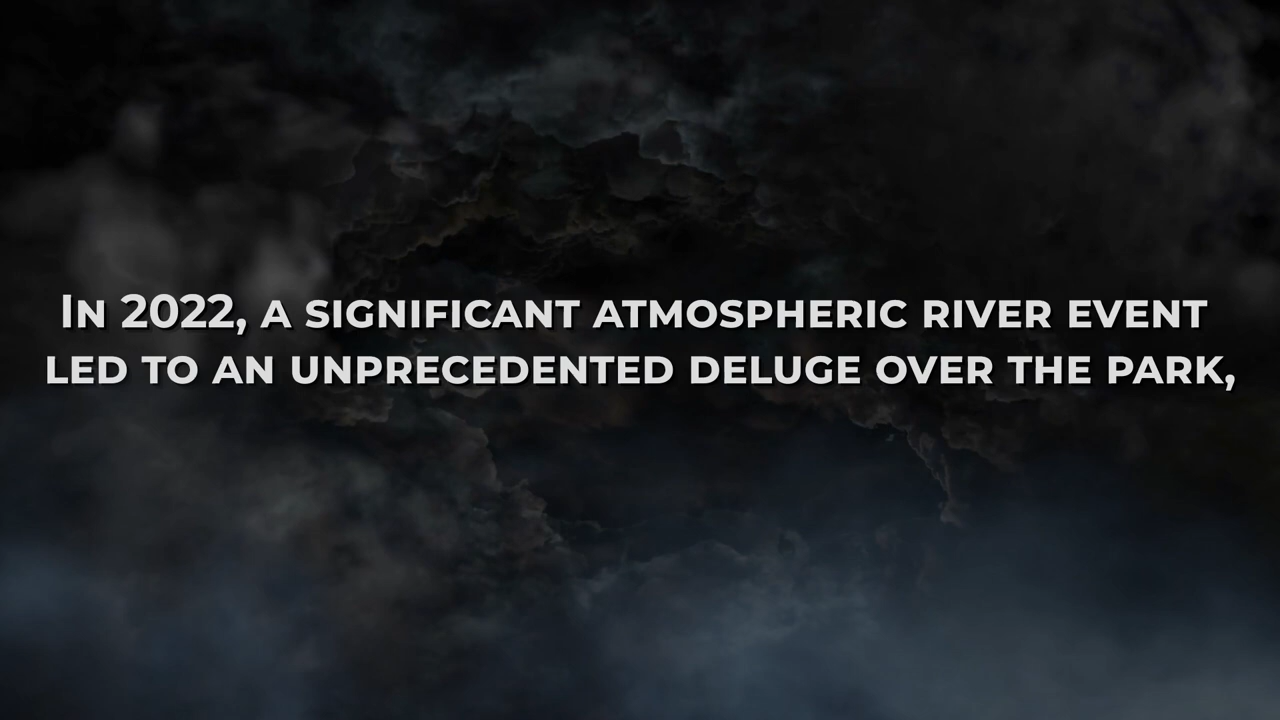 In 2022, a significant atmospheric river event
led to an unprecedented deluge over the park,